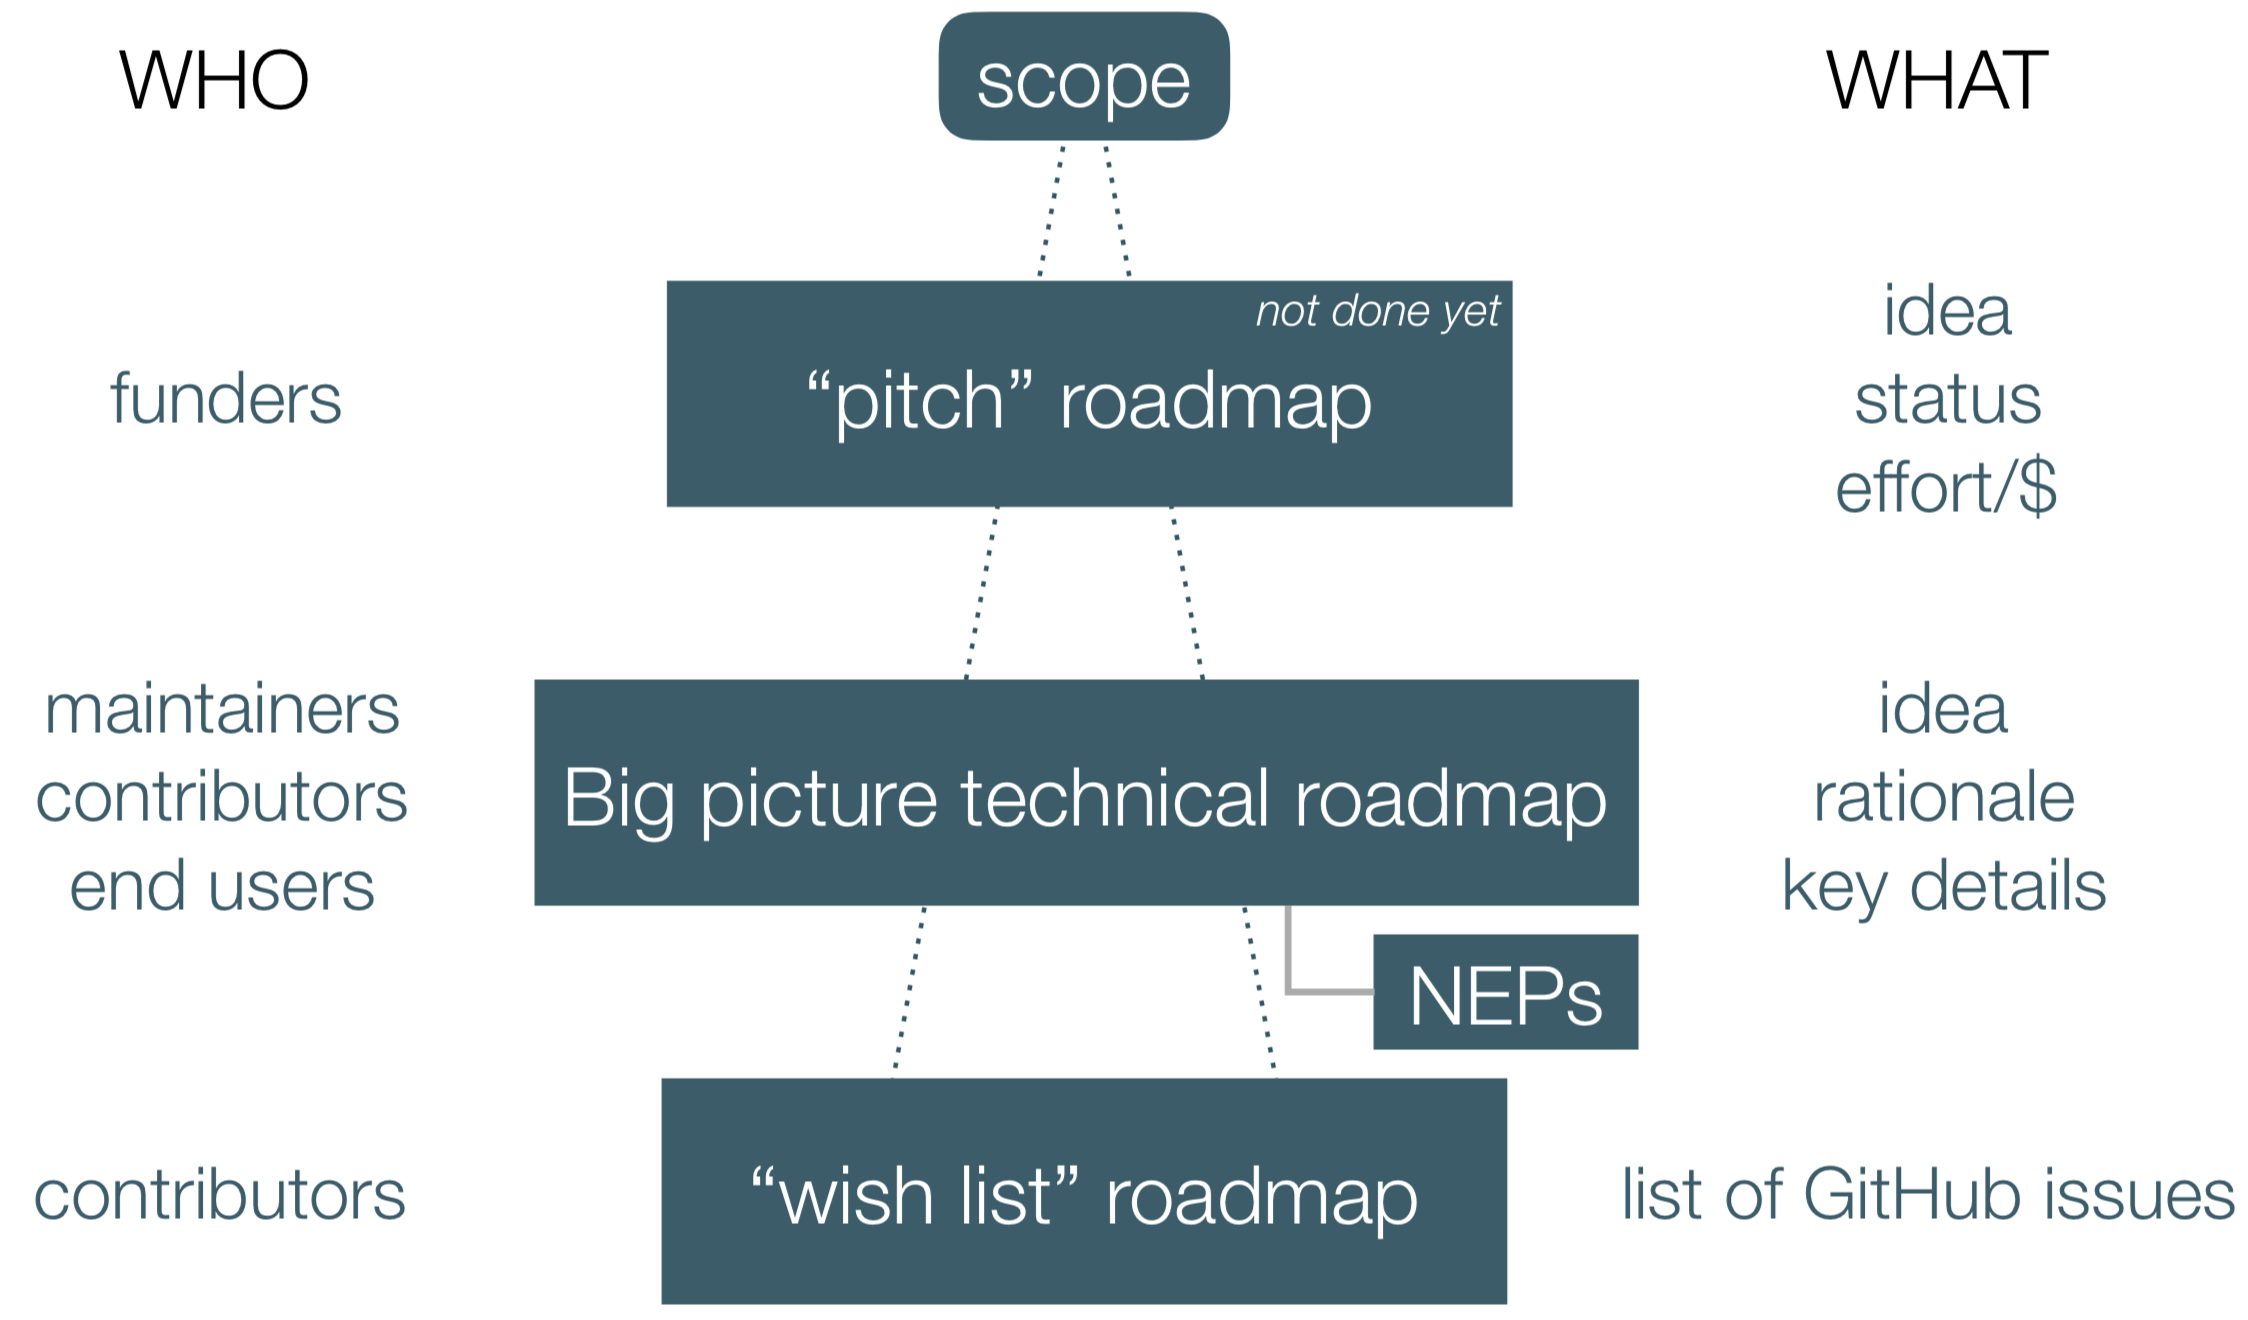 WHO
scope
WHAT
not done yet
“pitch” roadmap
funders
idea
status
effort/$
maintainers
contributors
end users
Big picture technical roadmap
idea
rationale
key details
NEPs
contributors
“wish list” roadmap
list of GitHub issues